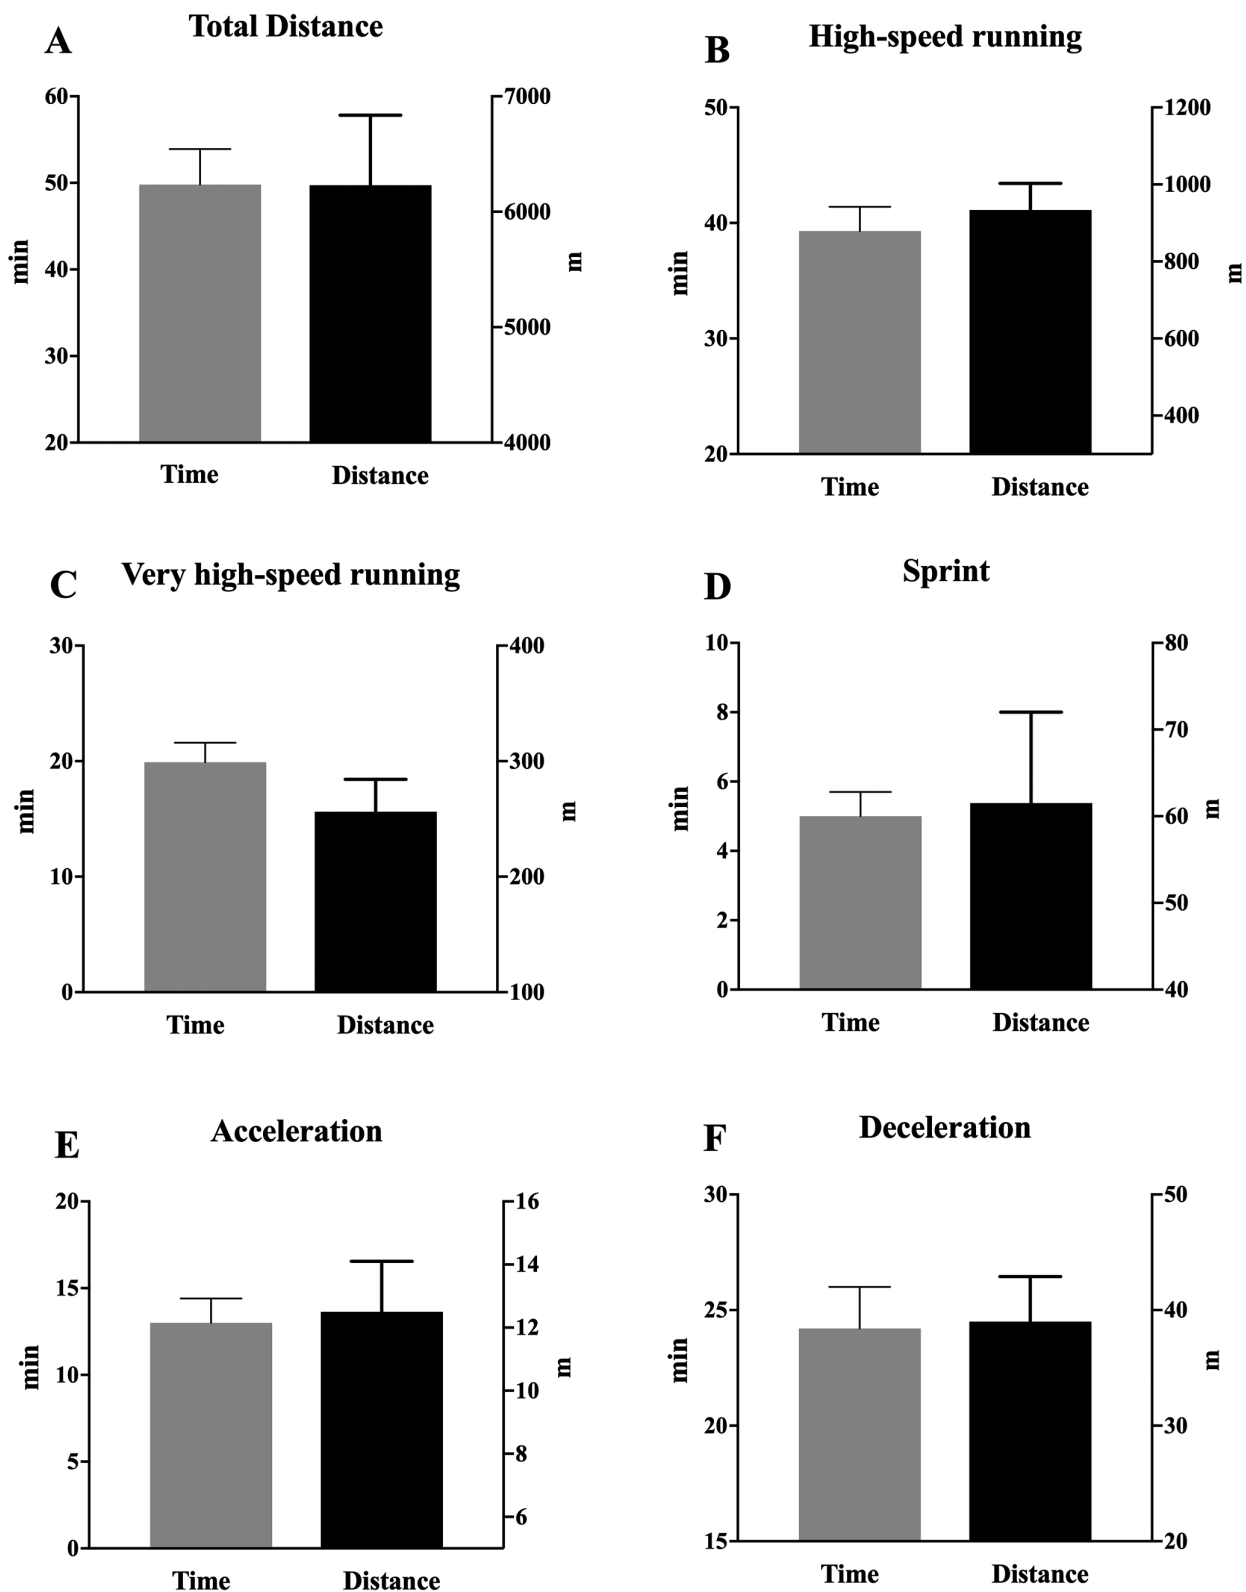 A
Total Distance
60
50
40
30
20
min
7000
6000
5000
4000
m
Time
Distance
B
High-speed running
50
40
30
20
min
1200
1000
800
600
400
m
Time
Distance
C
Very high-speed running
30
20
10
0
min
400
300
200
100
m
Time
Distance
D
Sprint
10
8
6
4
2
0
min
80
70
60
50
40
m
Time
Distance
E
Acceleration
20
15
10
5
0
min
16
14
12
10
8
6
m
Time
Distance
F
Deceleration
30
25
20
15
min
50
40
30
20
m
Time
Distance